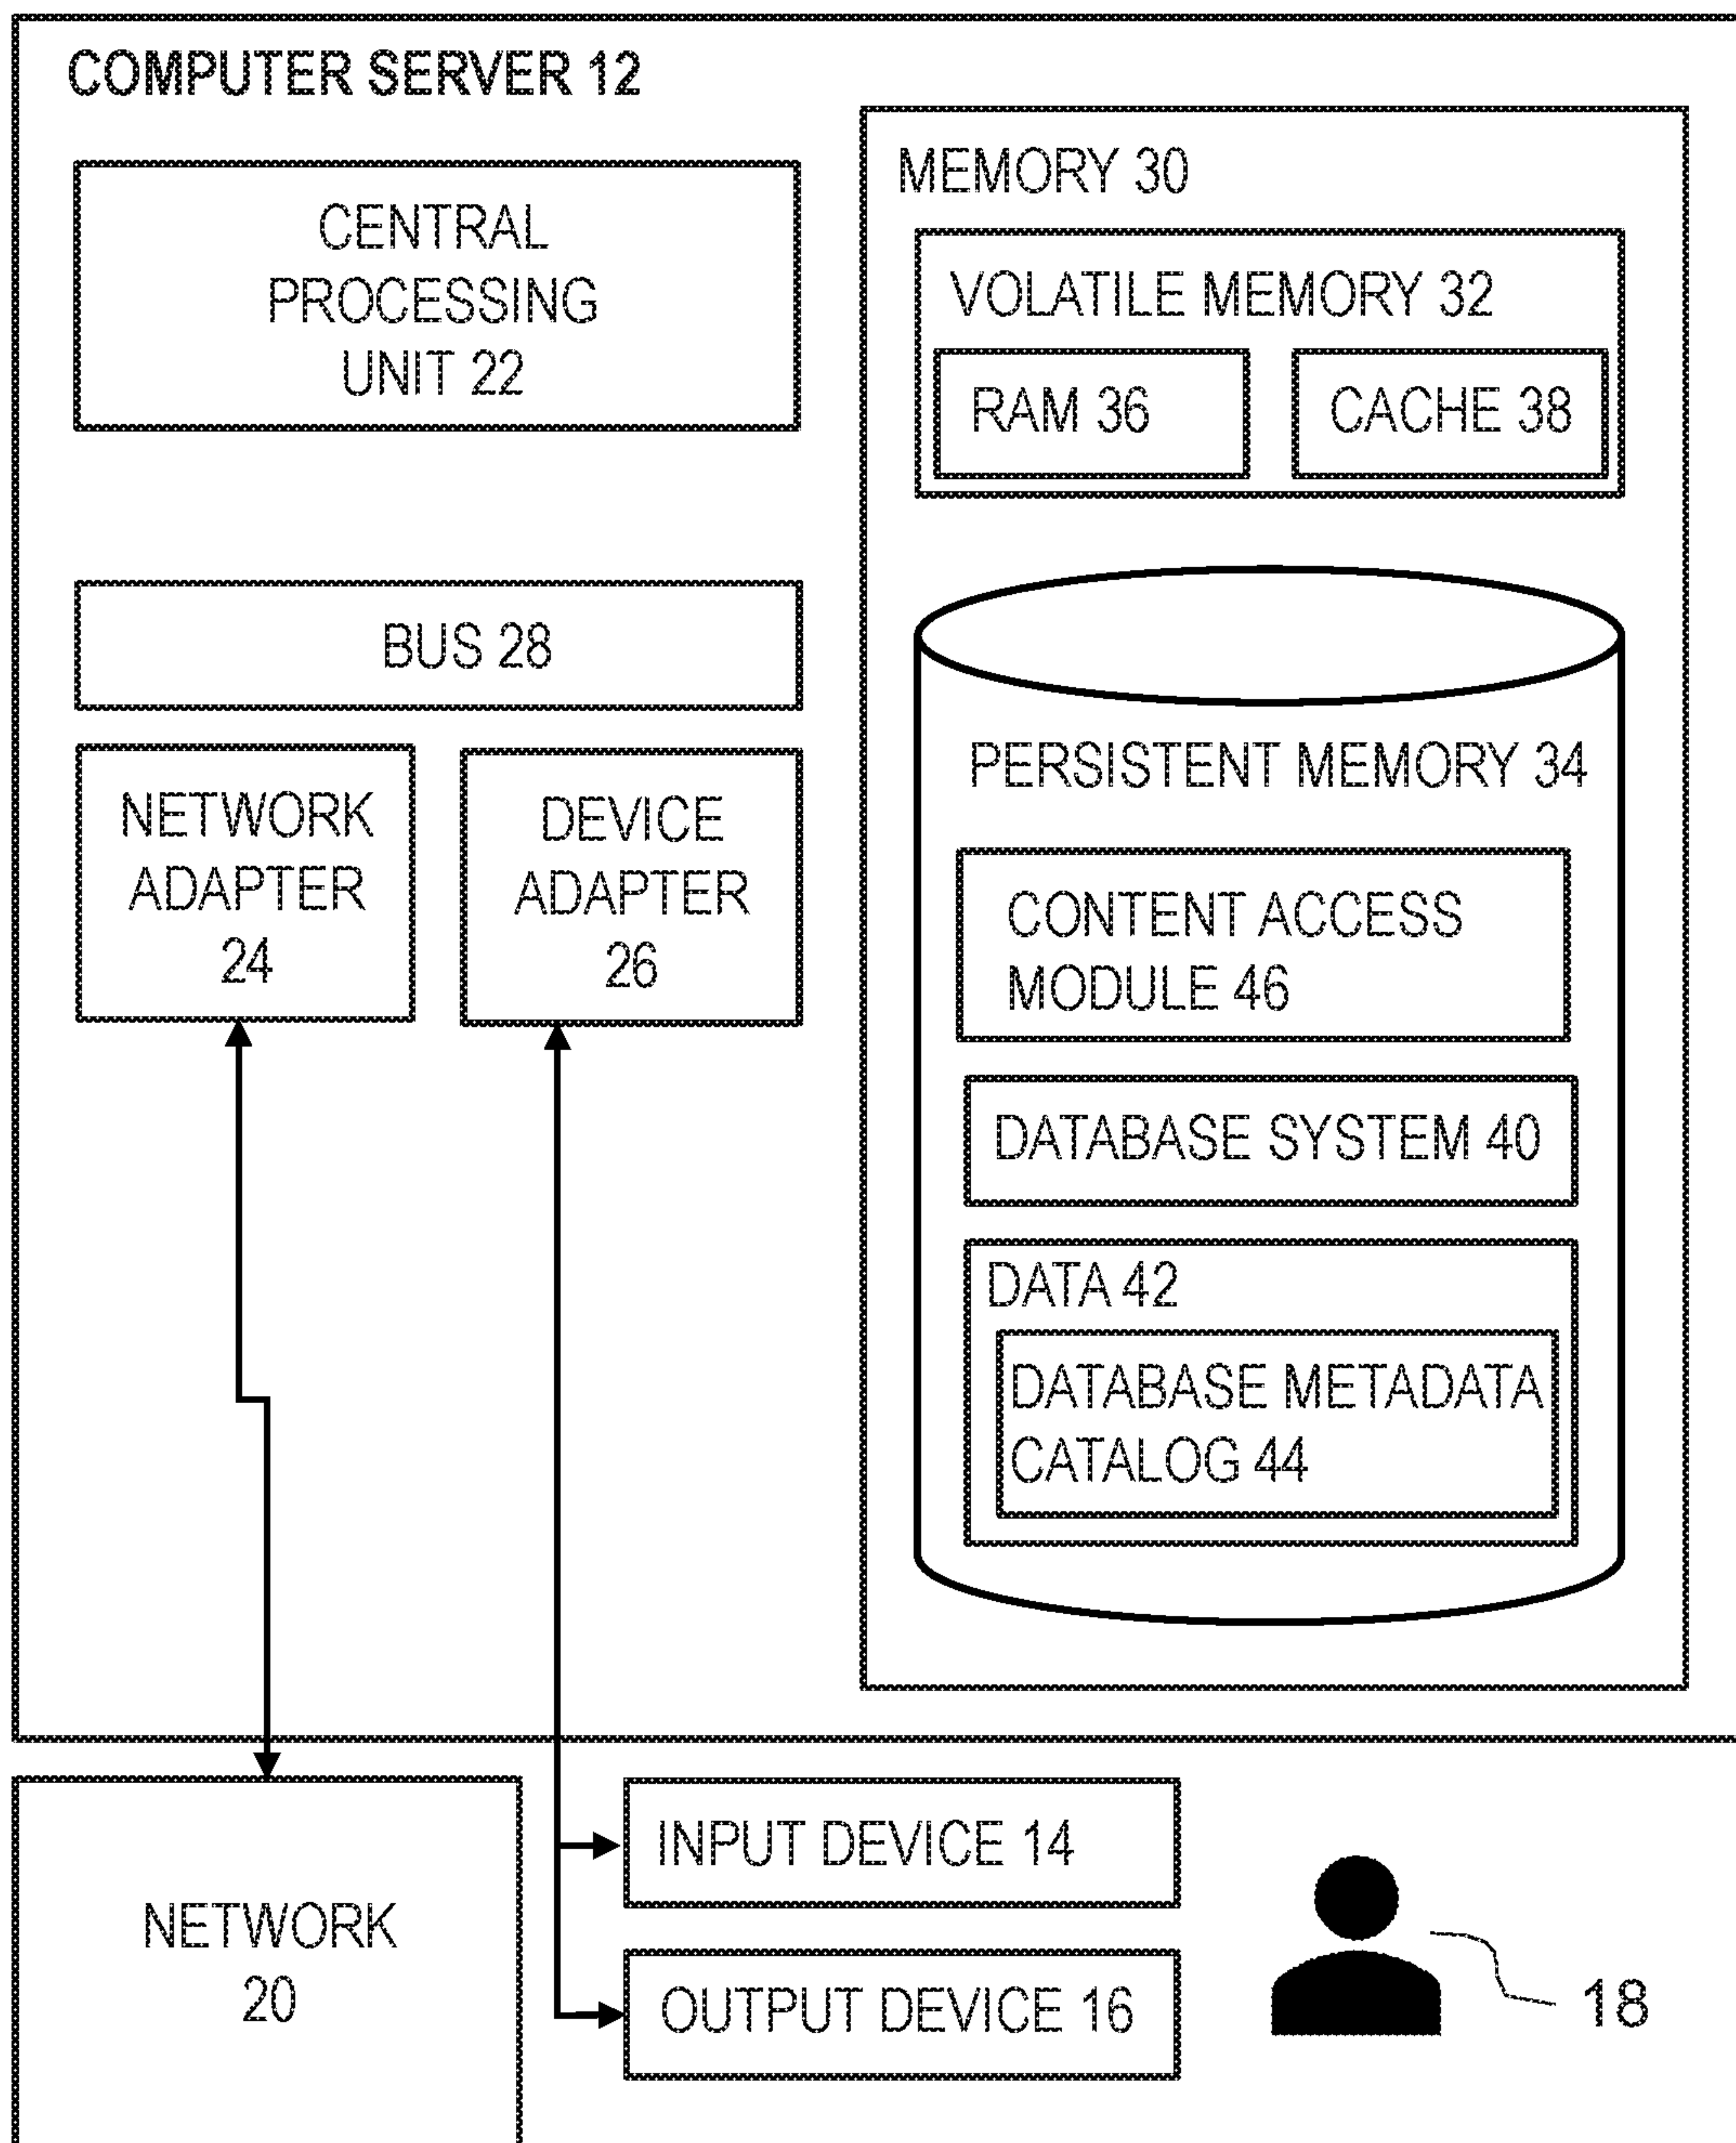 COMPUTER SERVER 12
CENTRAL
PROCESSING
UNIT 22
BUS 28
NETWORK
ADAPTER
24
DEVICE
ADAPTER
26
MEMORY 30
VOLATILE MEMORY 32
RAM 36
CACHE 38
PERSISTENT MEMORY 34
CONTENT ACCESS
MODULE 46
DATABASE SYSTEM 40
DATA 42
DATABASE METADATA
CATALOG 44
NETWORK
20
INPUT DEVICE 14
OUTPUT DEVICE 16
18